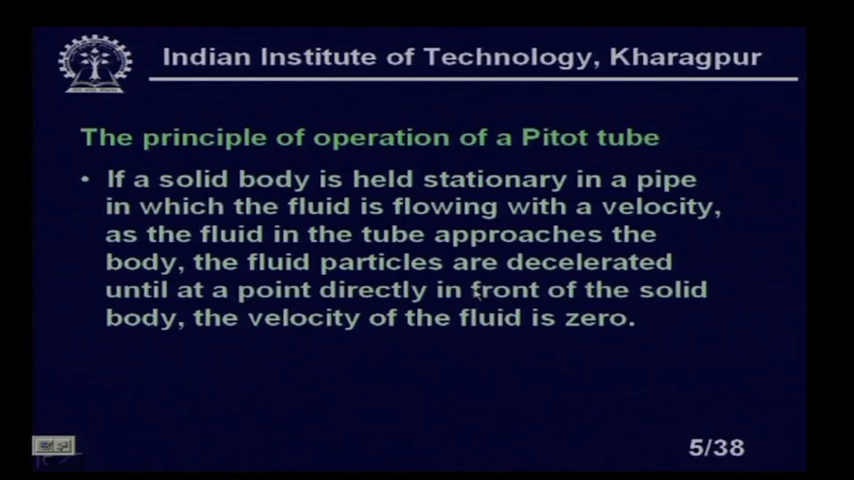 Indian Institute of Technology, Kharagpur
The principle of operation of a Pitot tube
• If a solid body is held stationary in a pipe
in which the fluid is flowing with a velocity,
as the fluid in the tube approaches the
body, the fluid particles are decelerated
until at a point directly in front of the solid
body, the velocity of the fluid is zero.
5/38